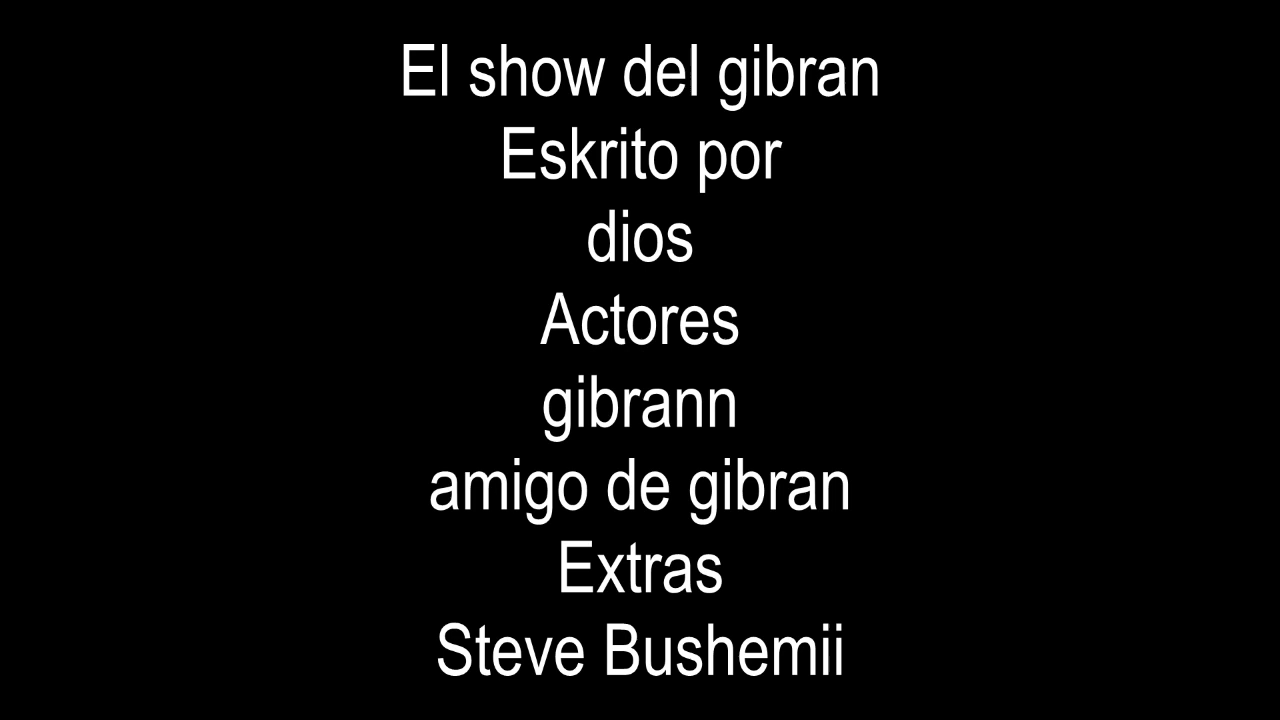 El show del gibran
Eskrito por
dios
Actores
gibrann
amigo de gibran
Extras
Steve Bushemii